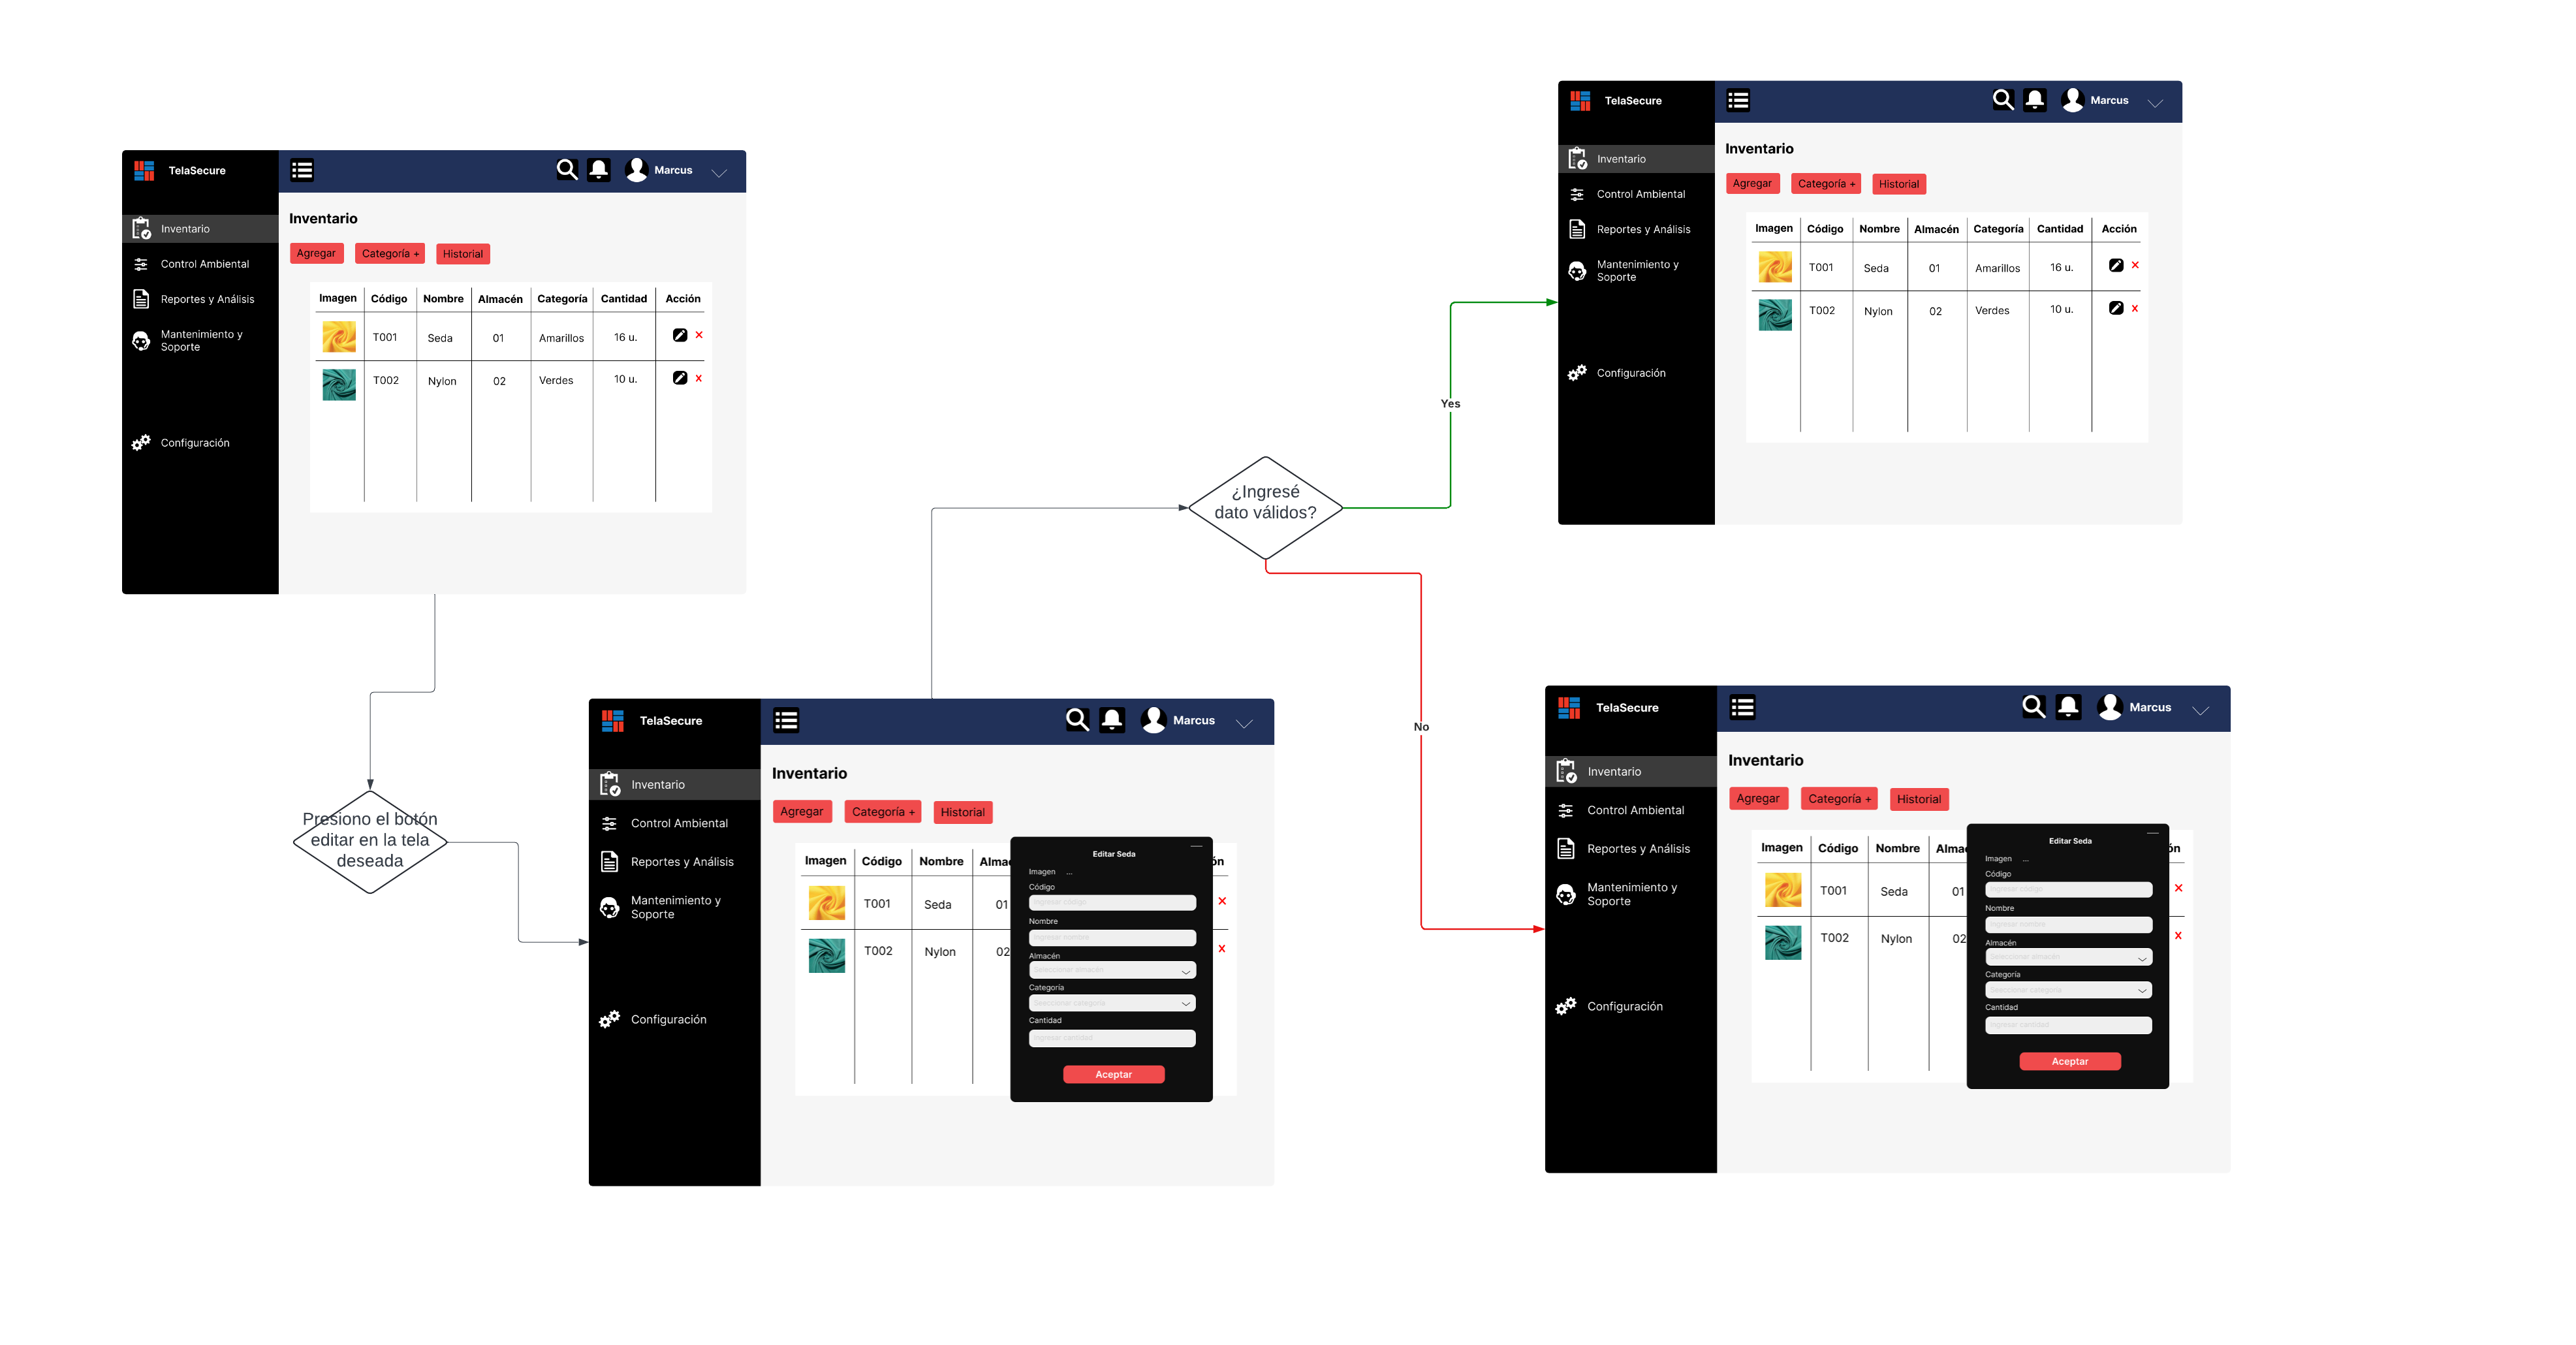 TelaSecure
Marcus
Inventario
Control Ambiental
Reportes y Análisis
Mantenimiento y
Soporte
Configuración
Inventario
Agregar Categoría + Historial
Imagen Código Nombre Almacén Categoría Cantidad Acción
T001 Seda 01 Amarillos 16 u. x
T002 Nylon 02 Verdes 10 u. x
Presiono el botón
editar en la tela
deseada
TelaSecure
Marcus
Inventario
Control Ambiental
Reportes y Análisis
Mantenimiento y
Soporte
Configuración
Inventario
Agregar Categoría + Historial
Imagen Código Nombre Alma ón
T001 Seda 01 x
T002 Nylon 02 x
Editar Seda
Imagen ...
Código
Ingresar código
Nombre
Ingresar nombre
Almacén
Seleccionar almacén
Categoría
Seleccionar categoría
Cantidad
Ingresar cantidad
Aceptar
¿Ingresé
dato válidos?
Yes
No
TelaSecure
Marcus
Inventario
Control Ambiental
Reportes y Análisis
Mantenimiento y
Soporte
Configuración
Inventario
Agregar Categoría + Historial
Imagen Código Nombre Almacén Categoría Cantidad Acción
T001 Seda 01 Amarillos 16 u. x
T002 Nylon 02 Verdes 10 u. x
TelaSecure
Marcus
Inventario
Control Ambiental
Reportes y Análisis
Mantenimiento y
Soporte
Configuración
Inventario
Agregar Categoría + Historial
Imagen Código Nombre Alma ón
T001 Seda 01 x
T002 Nylon 02 x
Editar Seda
Imagen ...
Código
Ingresar código
Nombre
Ingresar nombre
Almacén
Seleccionar almacén
Categoría
Seleccionar categoría
Cantidad
Ingresar cantidad
Aceptar